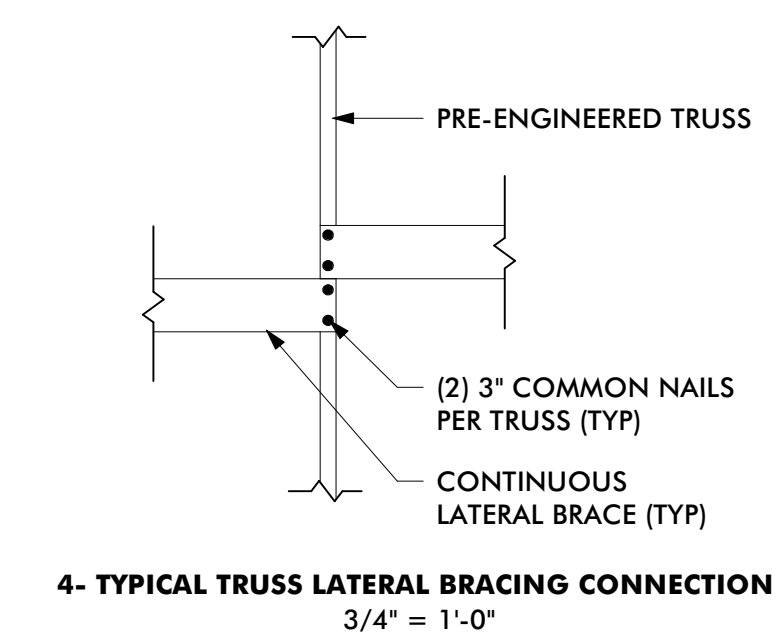 PRE-ENGINEERED TRUSS
(2) 3" COMMON NAILS
PER TRUSS (TYP)
CONTINUOUS
LATERAL BRACE (TYP)
4- TYPICAL TRUSS LATERAL BRACING CONNECTION
3/4" = 1'-0"